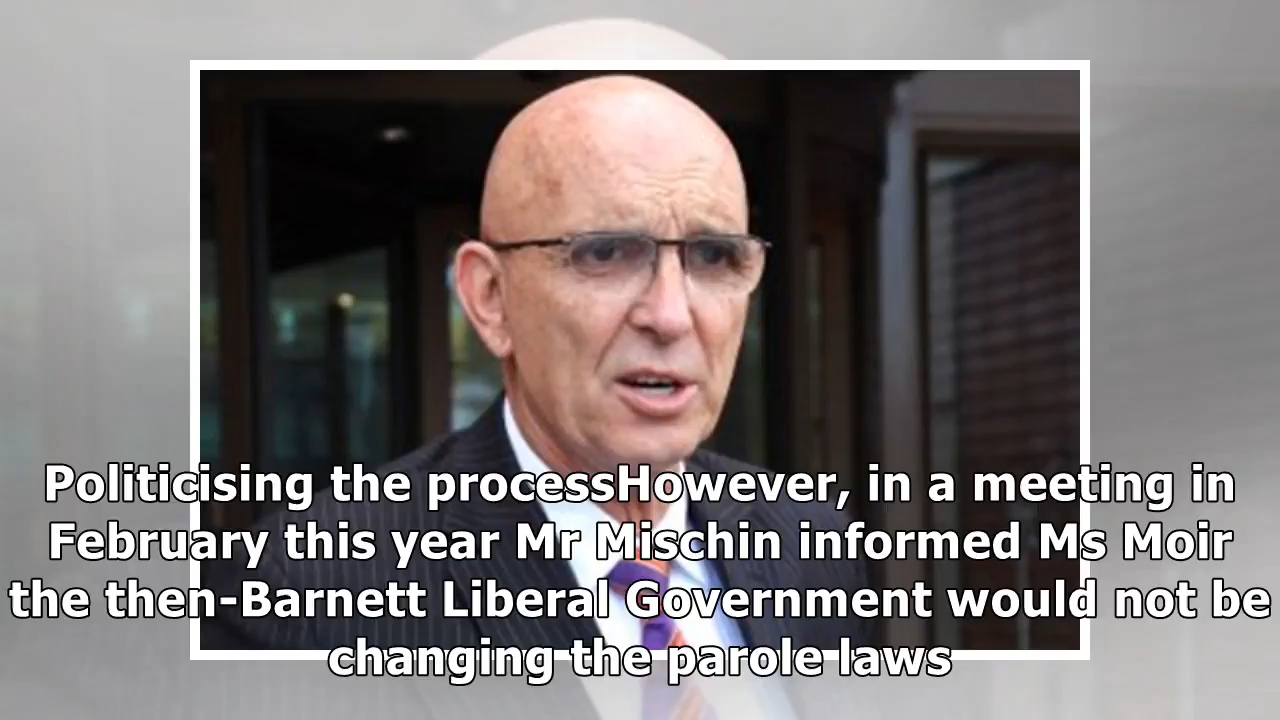 Politicising the processHowever, in a meeting in
February this year Mr Mischin informed Ms Moir
the then-Barnett Liberal Government would not be
changing the parole laws